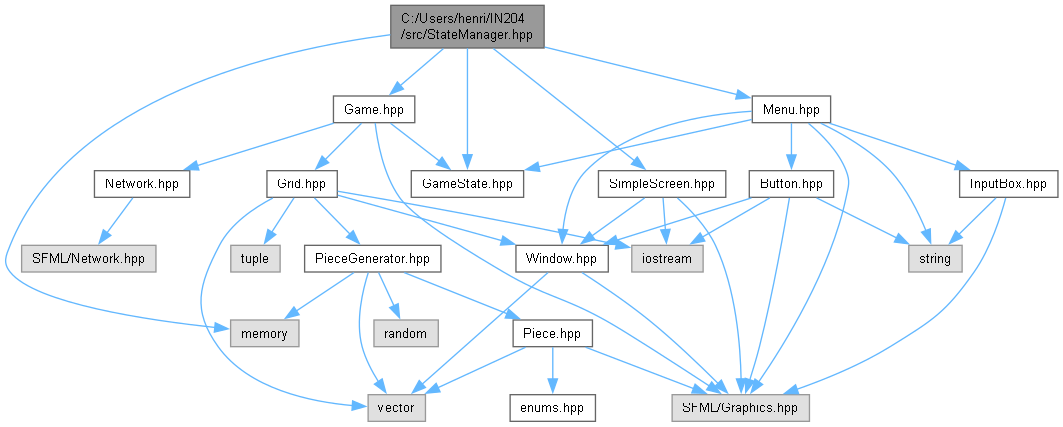 C:/Users/henri/IN204
/src/StateManager.hpp
Game.hpp
Menu.hpp
Network.hpp
Grid.hpp
GameState.hpp
SimpleScreen.hpp
Button.hpp
InputBox.hpp
SFML/Network.hpp
tuple
PieceGenerator.hpp
Window.hpp
iostream
string
memory
random
Piece.hpp
vector
enums.hpp
SFML/Graphics.hpp